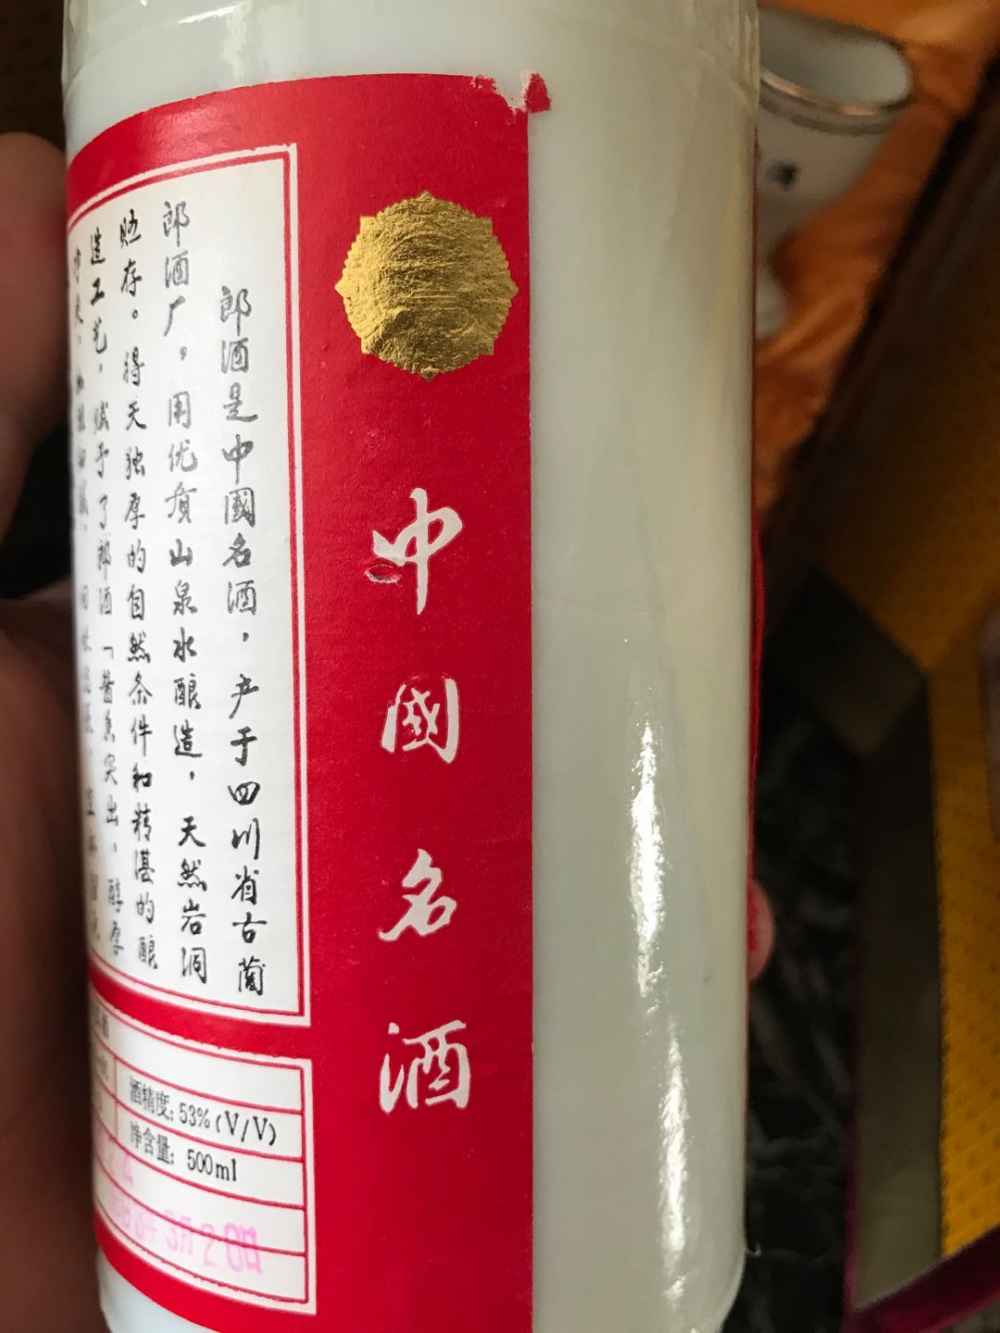 郎酒是中國名酒，产于四川省古蔺
郎酒厂。用优质山泉水酿造，天然岩洞
贮存。得天独厚的自然条件和精湛的酿
造工艺，赋予了郎酒「酱香突出，醇厚
中國名酒
酒精度: 53%(V/V)
净含量: 500ml